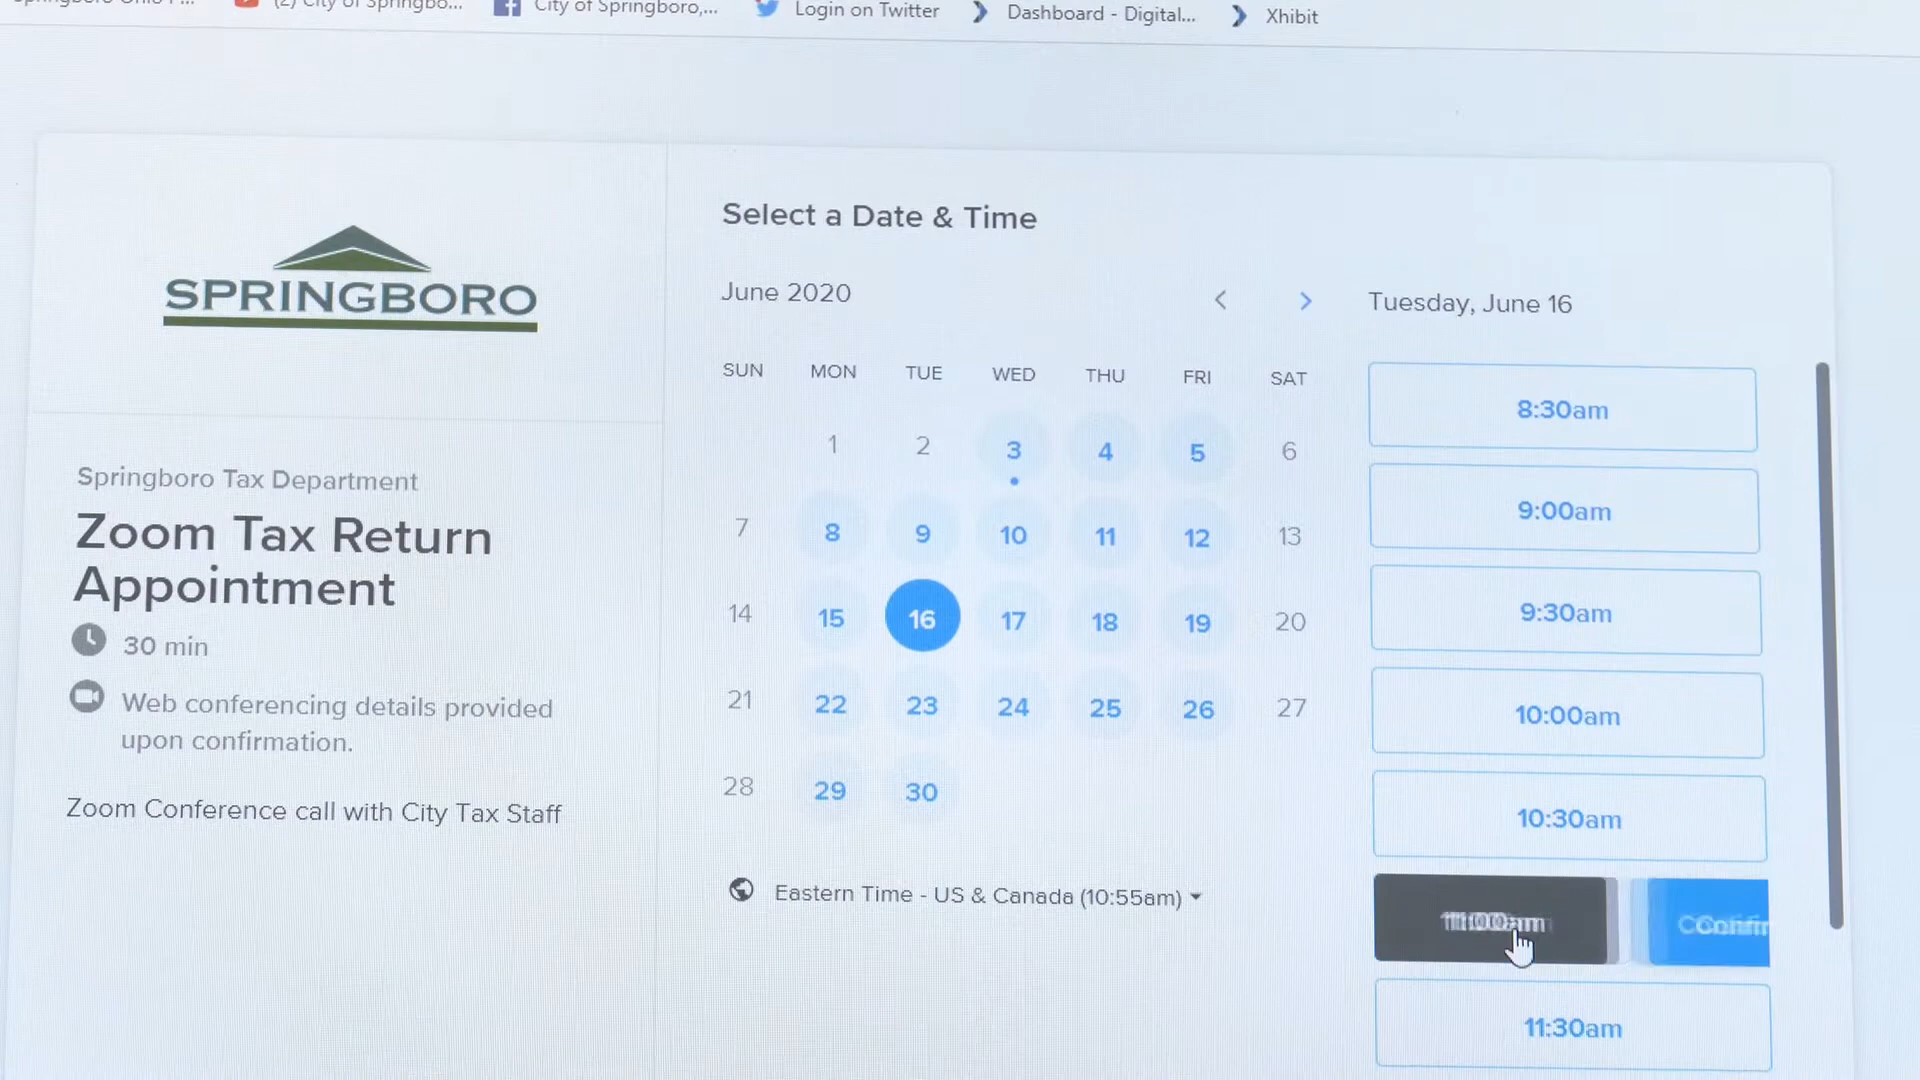 City of Springbo...
City of Springboro,...
Login on Twitter
Dashboard - Digital...
Xhibit
SPRINGBORO
Springboro Tax Department
Zoom Tax Return
Appointment
30 min
Web conferencing details provided
upon confirmation.
Zoom Conference call with City Tax Staff
Select a Date & Time
June 2020
SUN MON TUE WED THU FRI SAT
1 2 3 4 5 6
7 8 9 10 11 12 13
14 15 16 17 18 19 20
21 22 23 24 25 26 27
28 29 30
Eastern Time - US & Canada (10:55am)
Tuesday, June 16
8:30am
9:00am
9:30am
10:00am
10:30am
11:00am
Confir
11:30am